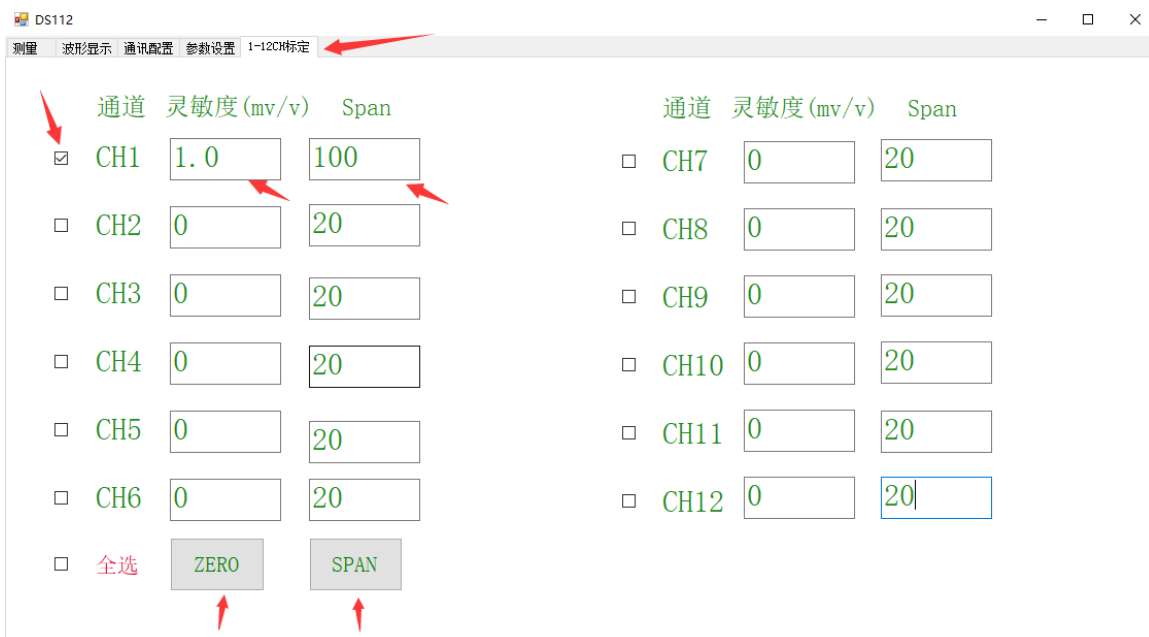 DS112
测量 波形显示 通讯配置 参数设置 1-12CH标定
通道 灵敏度(mv/v) Span
CH1 1.0 100
CH2 0 20
CH3 0 20
CH4 0 20
CH5 0 20
CH6 0 20
全选 ZERO SPAN
通道 灵敏度(mv/v) Span
CH7 0 20
CH8 0 20
CH9 0 20
CH10 0 20
CH11 0 20
CH12 0 20